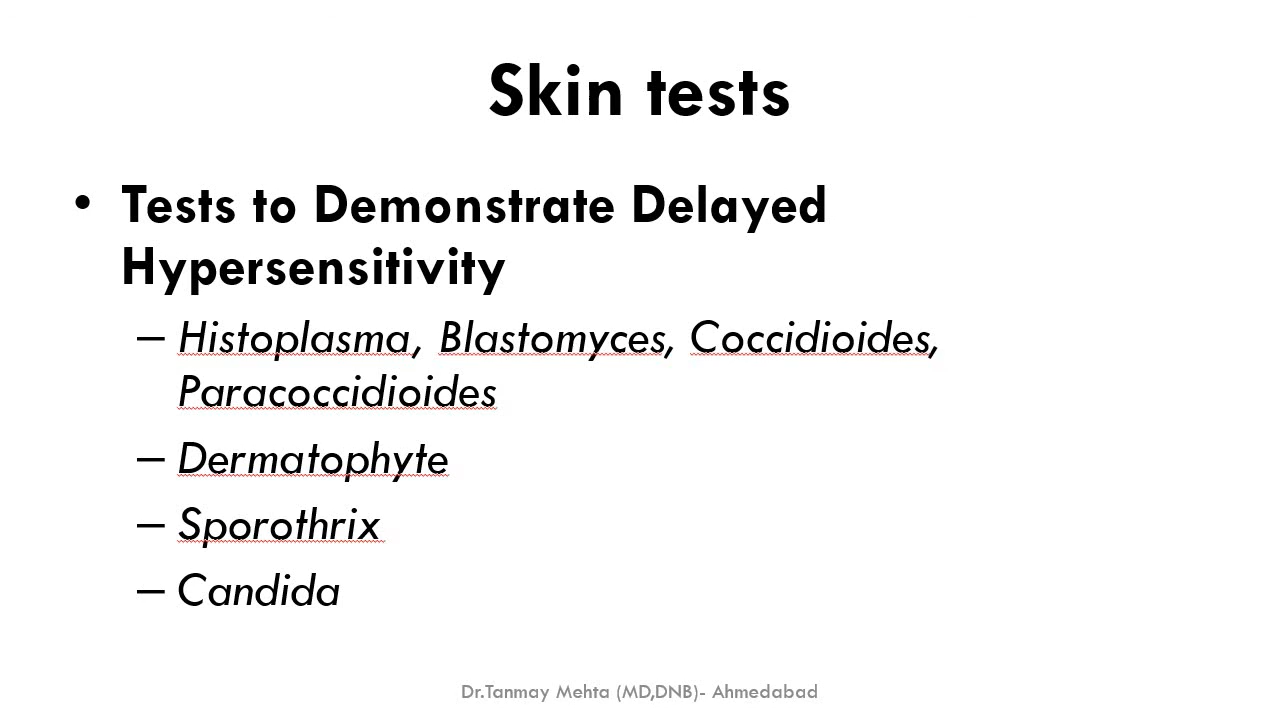 Skin tests
• Tests to Demonstrate Delayed
Hypersensitivity
– Histoplasma, Blastomyces, Coccidioides,
Paracoccidioides
– Dermatophyte
– Sporothrix
– Candida
Dr.Tanmay Mehta (MD,DNB)- Ahmedabad